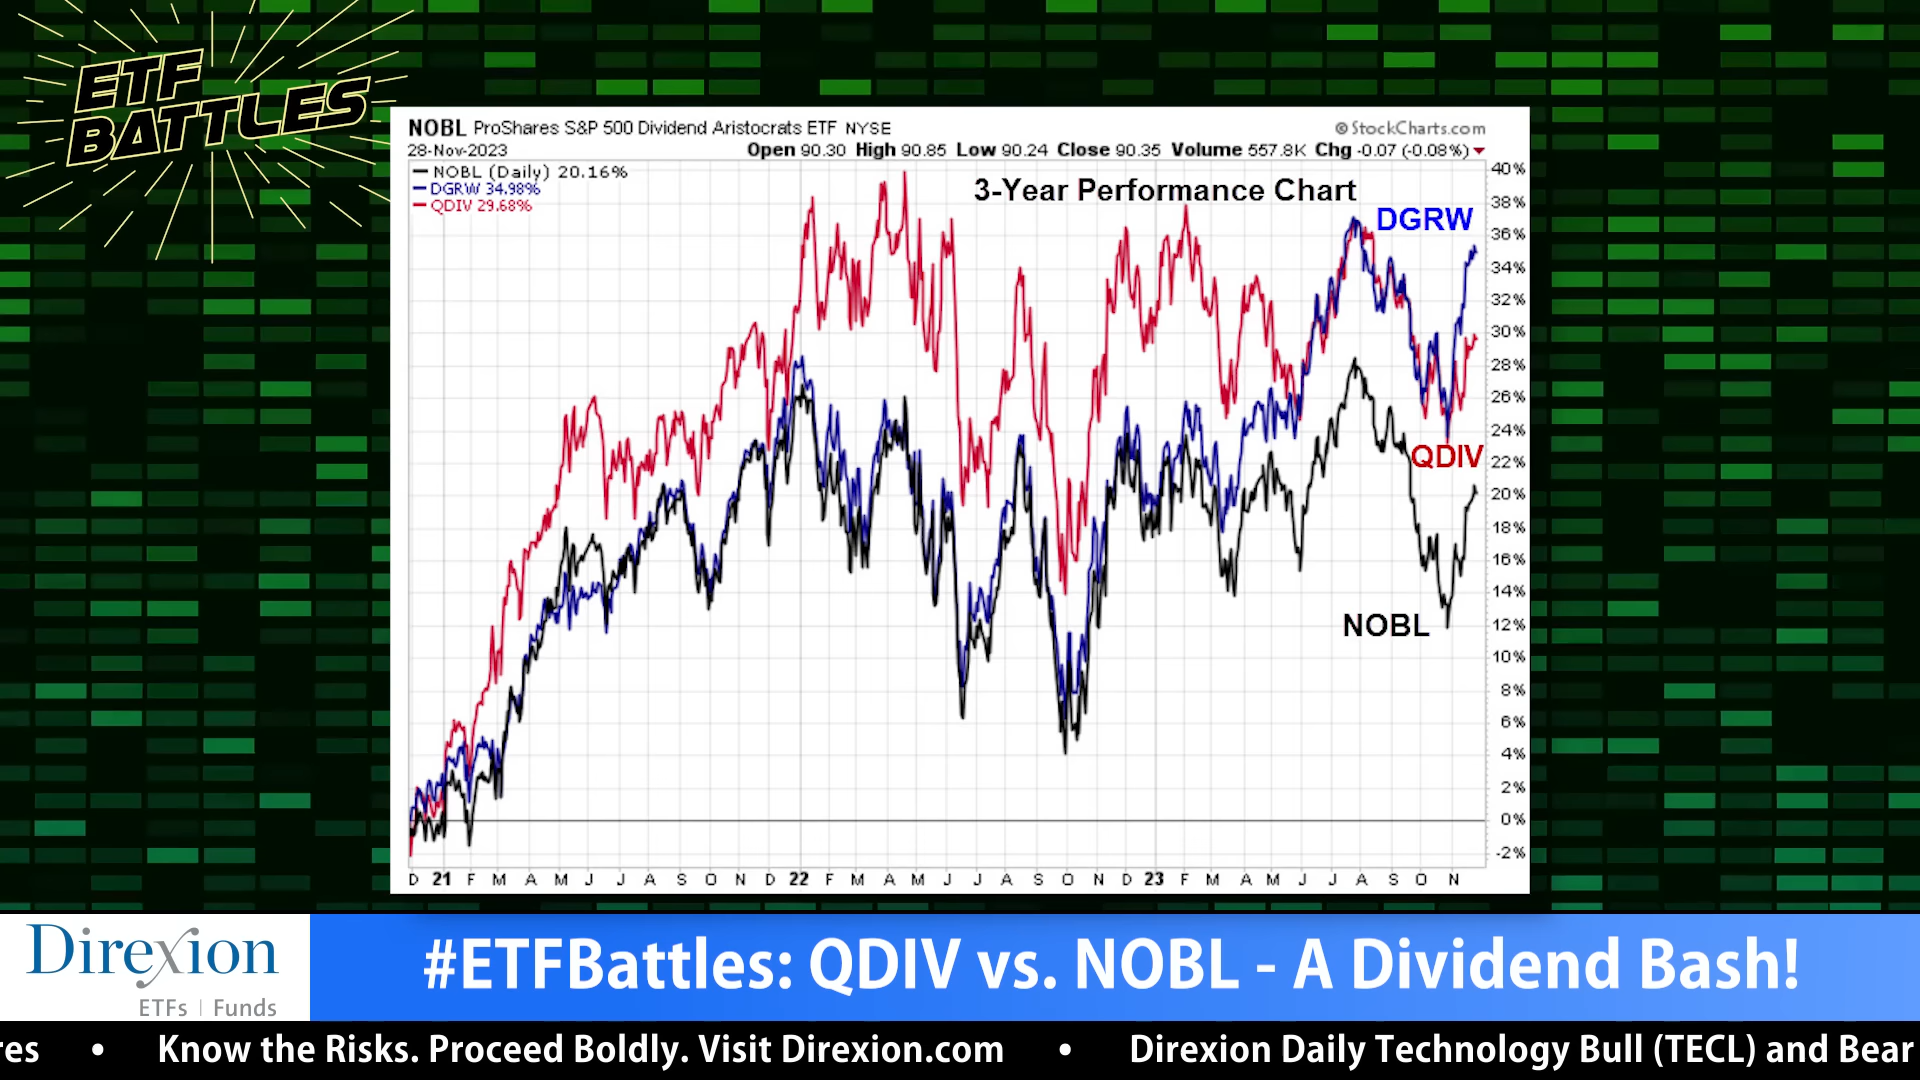 ETF
BATTLES
NOBL ProShares S&P 500 Dividend Aristocrats ETF NYSE
©StockCharts.com
28-Nov-2023
Open 90.30 High 90.85 Low 90.24 Close 90.35 Volume 557.8K Chg -0.07 (-0.08%)
NOBL (Daily) 20.16%
DGRW 34.98%
QDIV 29.68%
3-Year Performance Chart
DGRW
QDIV
NOBL
40%
38%
36%
34%
32%
30%
28%
26%
24%
22%
20%
18%
16%
14%
12%
10%
8%
6%
4%
2%
0%
-2%
D 21 F M A M J J A S O N D 22 F M A M J J A S O N D 23 F M A M J J A S O N
Direxion
ETFs | Funds
#ETFBattles: QDIV vs. NOBL - A Dividend Bash!
res • Know the Risks. Proceed Boldly. Visit Direxion.com • Direxion Daily Technology Bull (TECL) and Bear